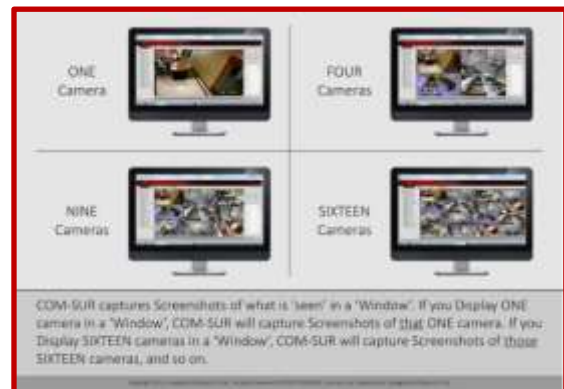 ONE
Camera
FOUR
Cameras
NINE
Cameras
SIXTEEN
Cameras
COM-SUR captures Screenshots of what is 'seen' in a 'Window'. If you Display ONE
camera in a 'Window', COM-SUR will capture Screenshots of that ONE camera. If you
Display SIXTEEN cameras in a 'Window', COM-SUR will capture Screenshots of those
SIXTEEN cameras, and so on.